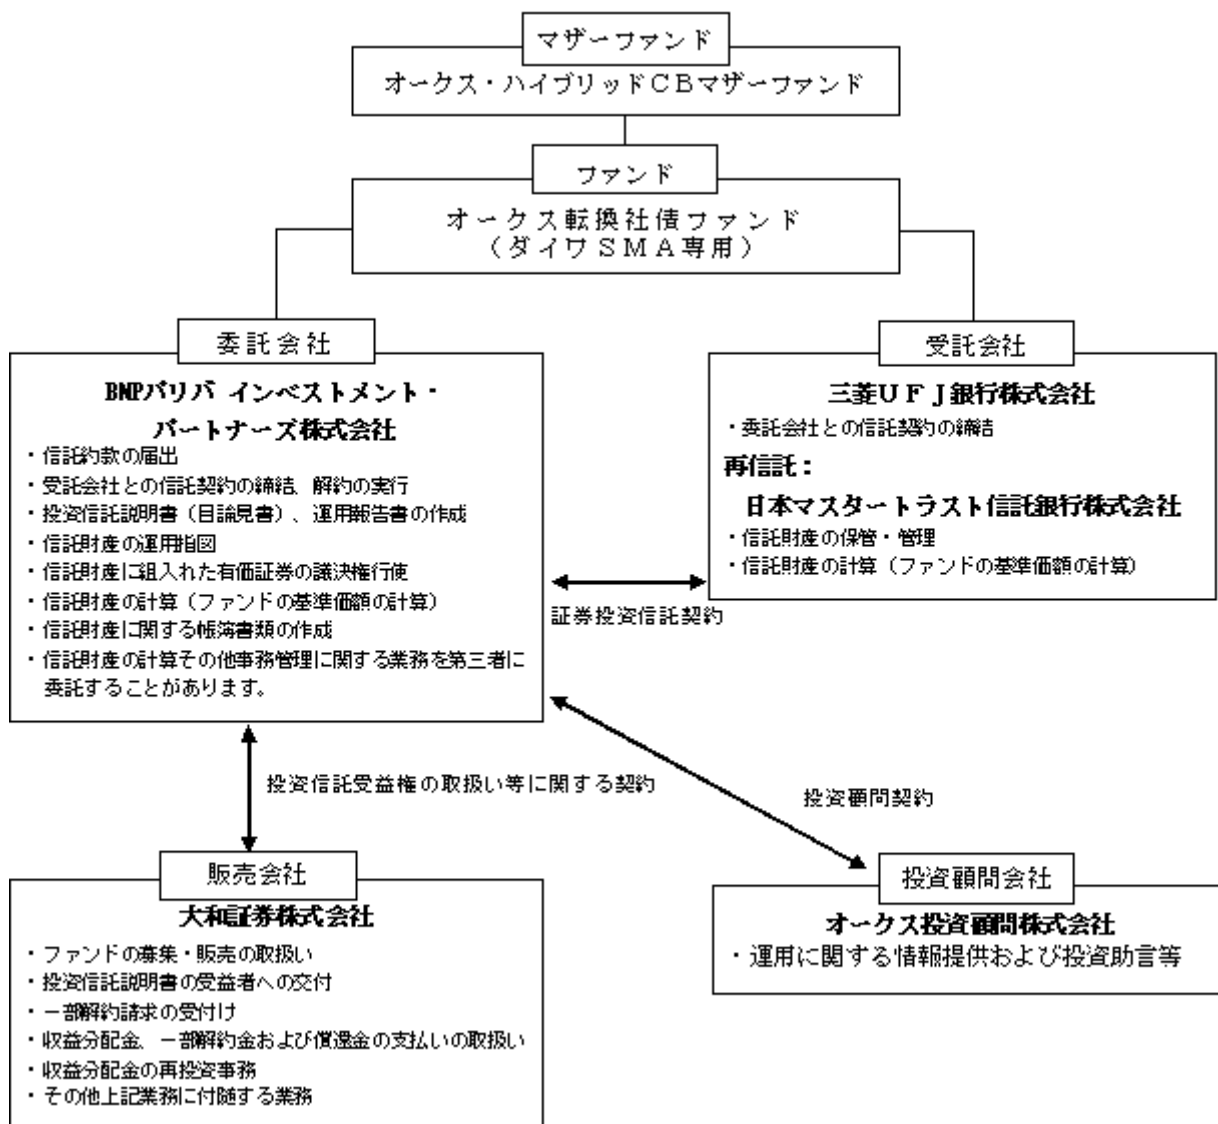 マザーファンド
オークス・ハイブリッドCBマザーファンド
ファンド
オークス転換社債ファンド
(ダイワSMA専用)
委託会社
BNPパリバ インベストメント・
パートナーズ株式会社
・信託約款の届出
・受託会社との信託契約の締結、解約の実行
・投資信託説明書(目論見書)、運用報告書の作成
・信託財産の運用指図
・信託財産に組入れた有価証券の議決権行使
・信託財産の計算(ファンドの基準価額の計算)
・信託財産に関する帳簿書類の作成
・信託財産の計算その他事務管理に関する業務を第三者に
委託することがあります。
受託会社
三菱UFJ銀行株式会社
・委託会社との信託契約の締結
再信託:
日本マスタートラスト信託銀行株式会社
・信託財産の保管・管理
・信託財産の計算(ファンドの基準価額の計算)
証券投資信託契約
投資信託受益権の取扱い等に関する契約
投資顧問契約
販売会社
大和証券株式会社
・ファンドの募集・販売の取扱い
・投資信託説明書の受益者への交付
・一部解約請求の受付け
・収益分配金、一部解約金および償還金の支払いの取扱い
・収益分配金の再投資事務
・その他上記業務に付随する業務
投資顧問会社
オークス投資顧問株式会社
・運用に関する情報提供および投資助言等